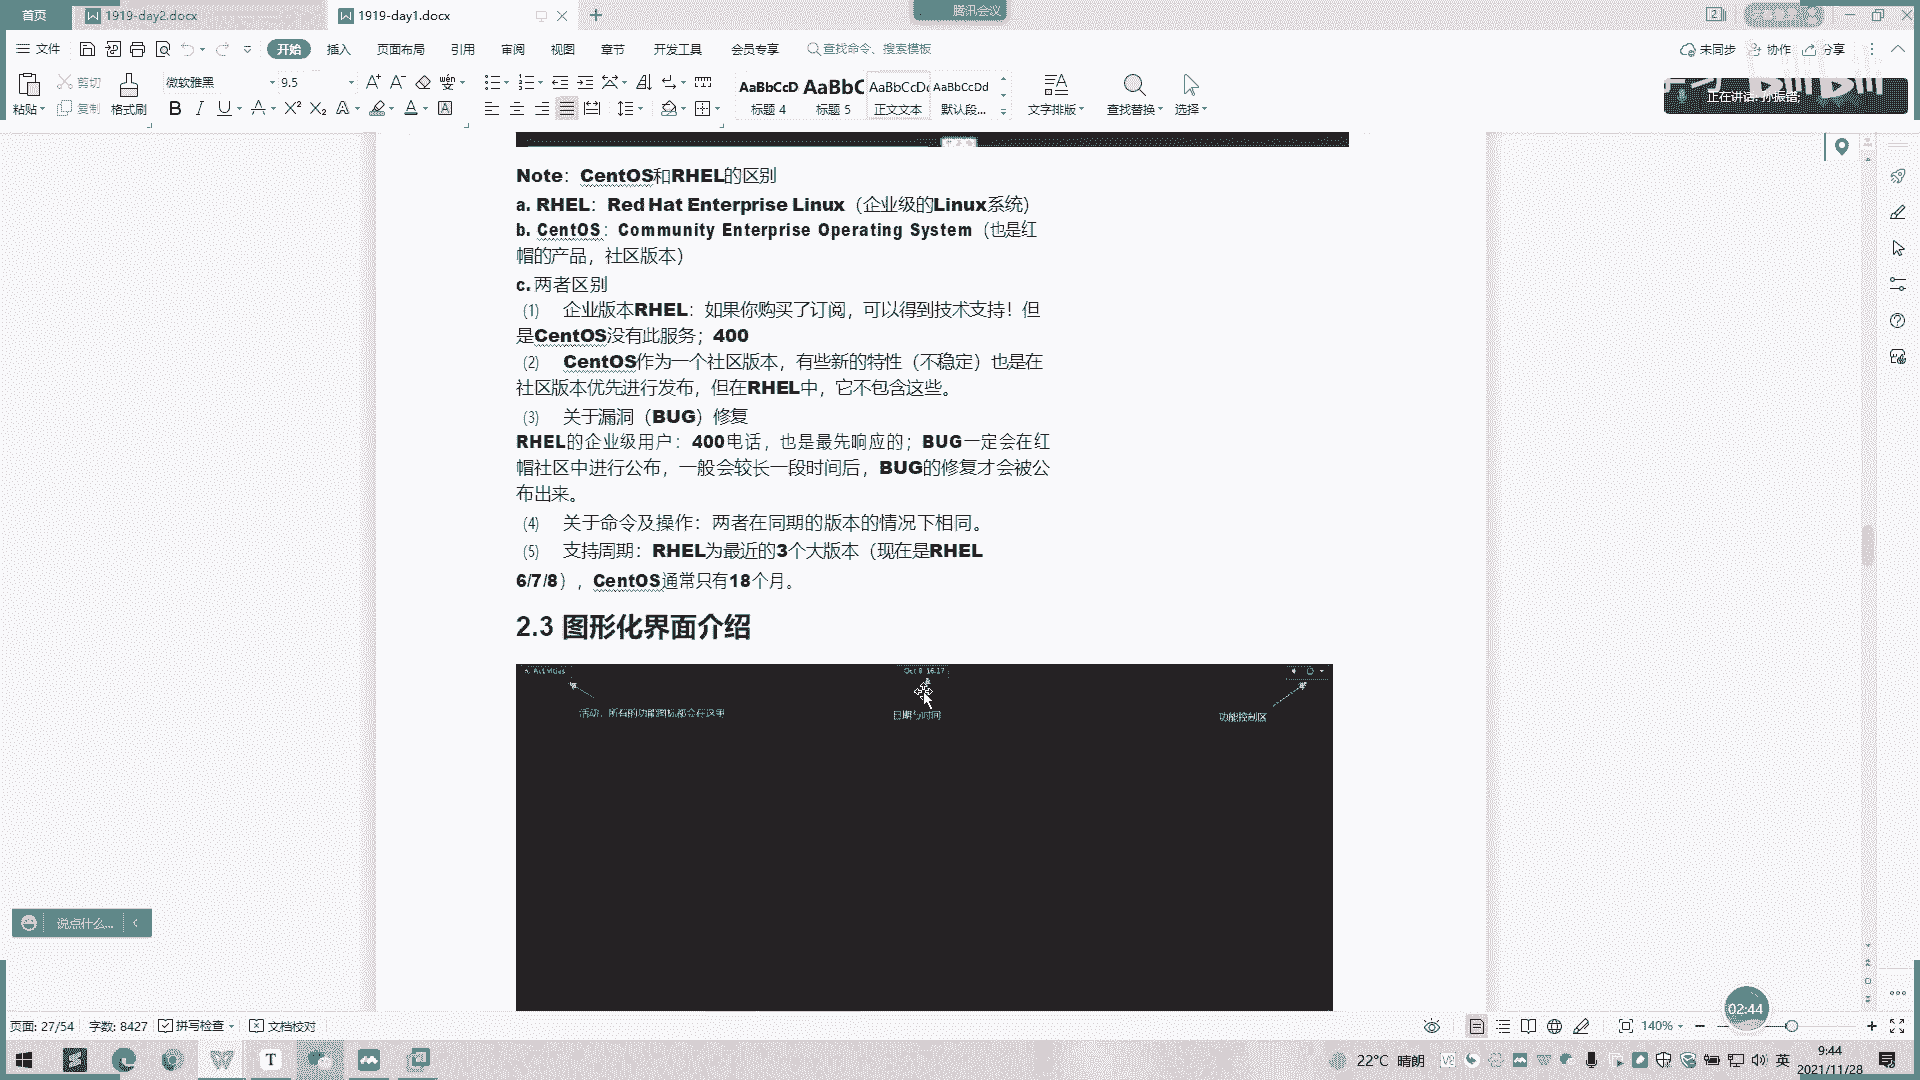 首页
1919-day2.docx
1919-day1.docx
腾讯会议
2
文件
开始 插入 页面布局 引用 审阅 视图 章节 开发工具 会员专享 查找命令、搜索模板
未同步 协作 分享
粘贴 剪切 复制 格式刷
微软雅黑 9.5
AaBbCcD AaBbC AaBbCcDd AaBbCcDd
标题 4 标题 5 正文文本 默认段...
文字排版 查找替换 选择
Note：CentOS和RHEL的区别
a. RHEL：Red Hat Enterprise Linux（企业级的Linux系统）
b. CentOS：Community Enterprise Operating System（也是红
帽的产品，社区版本）
c. 两者区别
(1) 企业版本RHEL：如果你购买了订阅，可以得到技术支持！但
是CentOS没有此服务；400
(2) CentOS作为一个社区版本，有些新的特性（不稳定）也是在
社区版本优先进行发布，但在RHEL中，它不包含这些。
(3) 关于漏洞（BUG）修复
RHEL的企业级用户：400电话，也是最先响应的；BUG一定会在红
帽社区中进行公布，一般会较长一段时间后，BUG的修复才会被公
布出来。
(4) 关于命令及操作：两者在同期的版本的情况下相同。
(5) 支持周期：RHEL为最近的3个大版本（现在是RHEL
6/7/8），CentOS通常只有18个月。
2.3 图形化界面介绍
Activities
Oct 8 16:17
活动，所有的功能图标都会在这里
日期与时间
功能控制区
说点什么...
02:44
页面: 27/54 字数: 8427 拼写检查 文档校对
140%
22°C 晴朗
英
9:44
2021/11/28